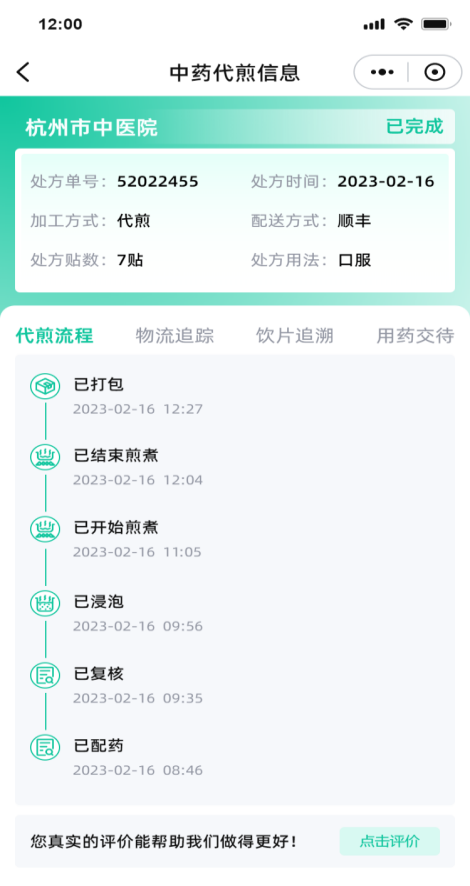 12:00
中药代煎信息
杭州市中医院 已完成
处方单号: 52022455 处方时间: 2023-02-16
加工方式: 代煎 配送方式: 顺丰
处方贴数: 7贴 处方用法: 口服
代煎流程 物流追踪 饮片追溯 用药交待
已打包
2023-02-16 12:27
已结束煎煮
2023-02-16 12:04
已开始煎煮
2023-02-16 11:05
已浸泡
2023-02-16 09:56
已复核
2023-02-16 09:35
已配药
2023-02-16 08:46
您真实的评价能帮助我们做得更好! 点击评价